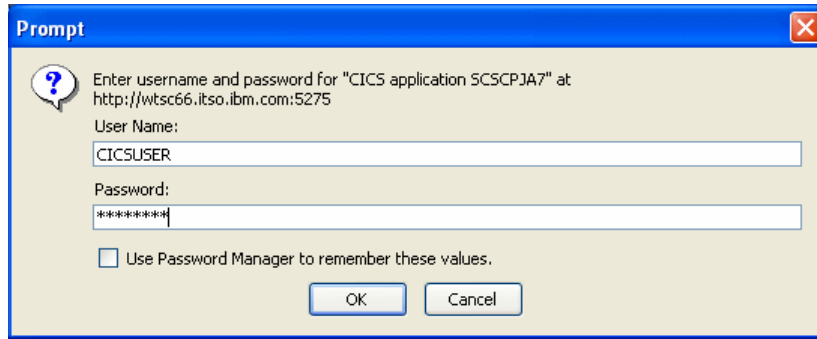 Prompt
Enter username and password for "CICS application SCSCPJA7" at
http://wtsc66.itso.ibm.com:5275
User Name:
CICSUSER
Password:
********
Use Password Manager to remember these values.
OK
Cancel